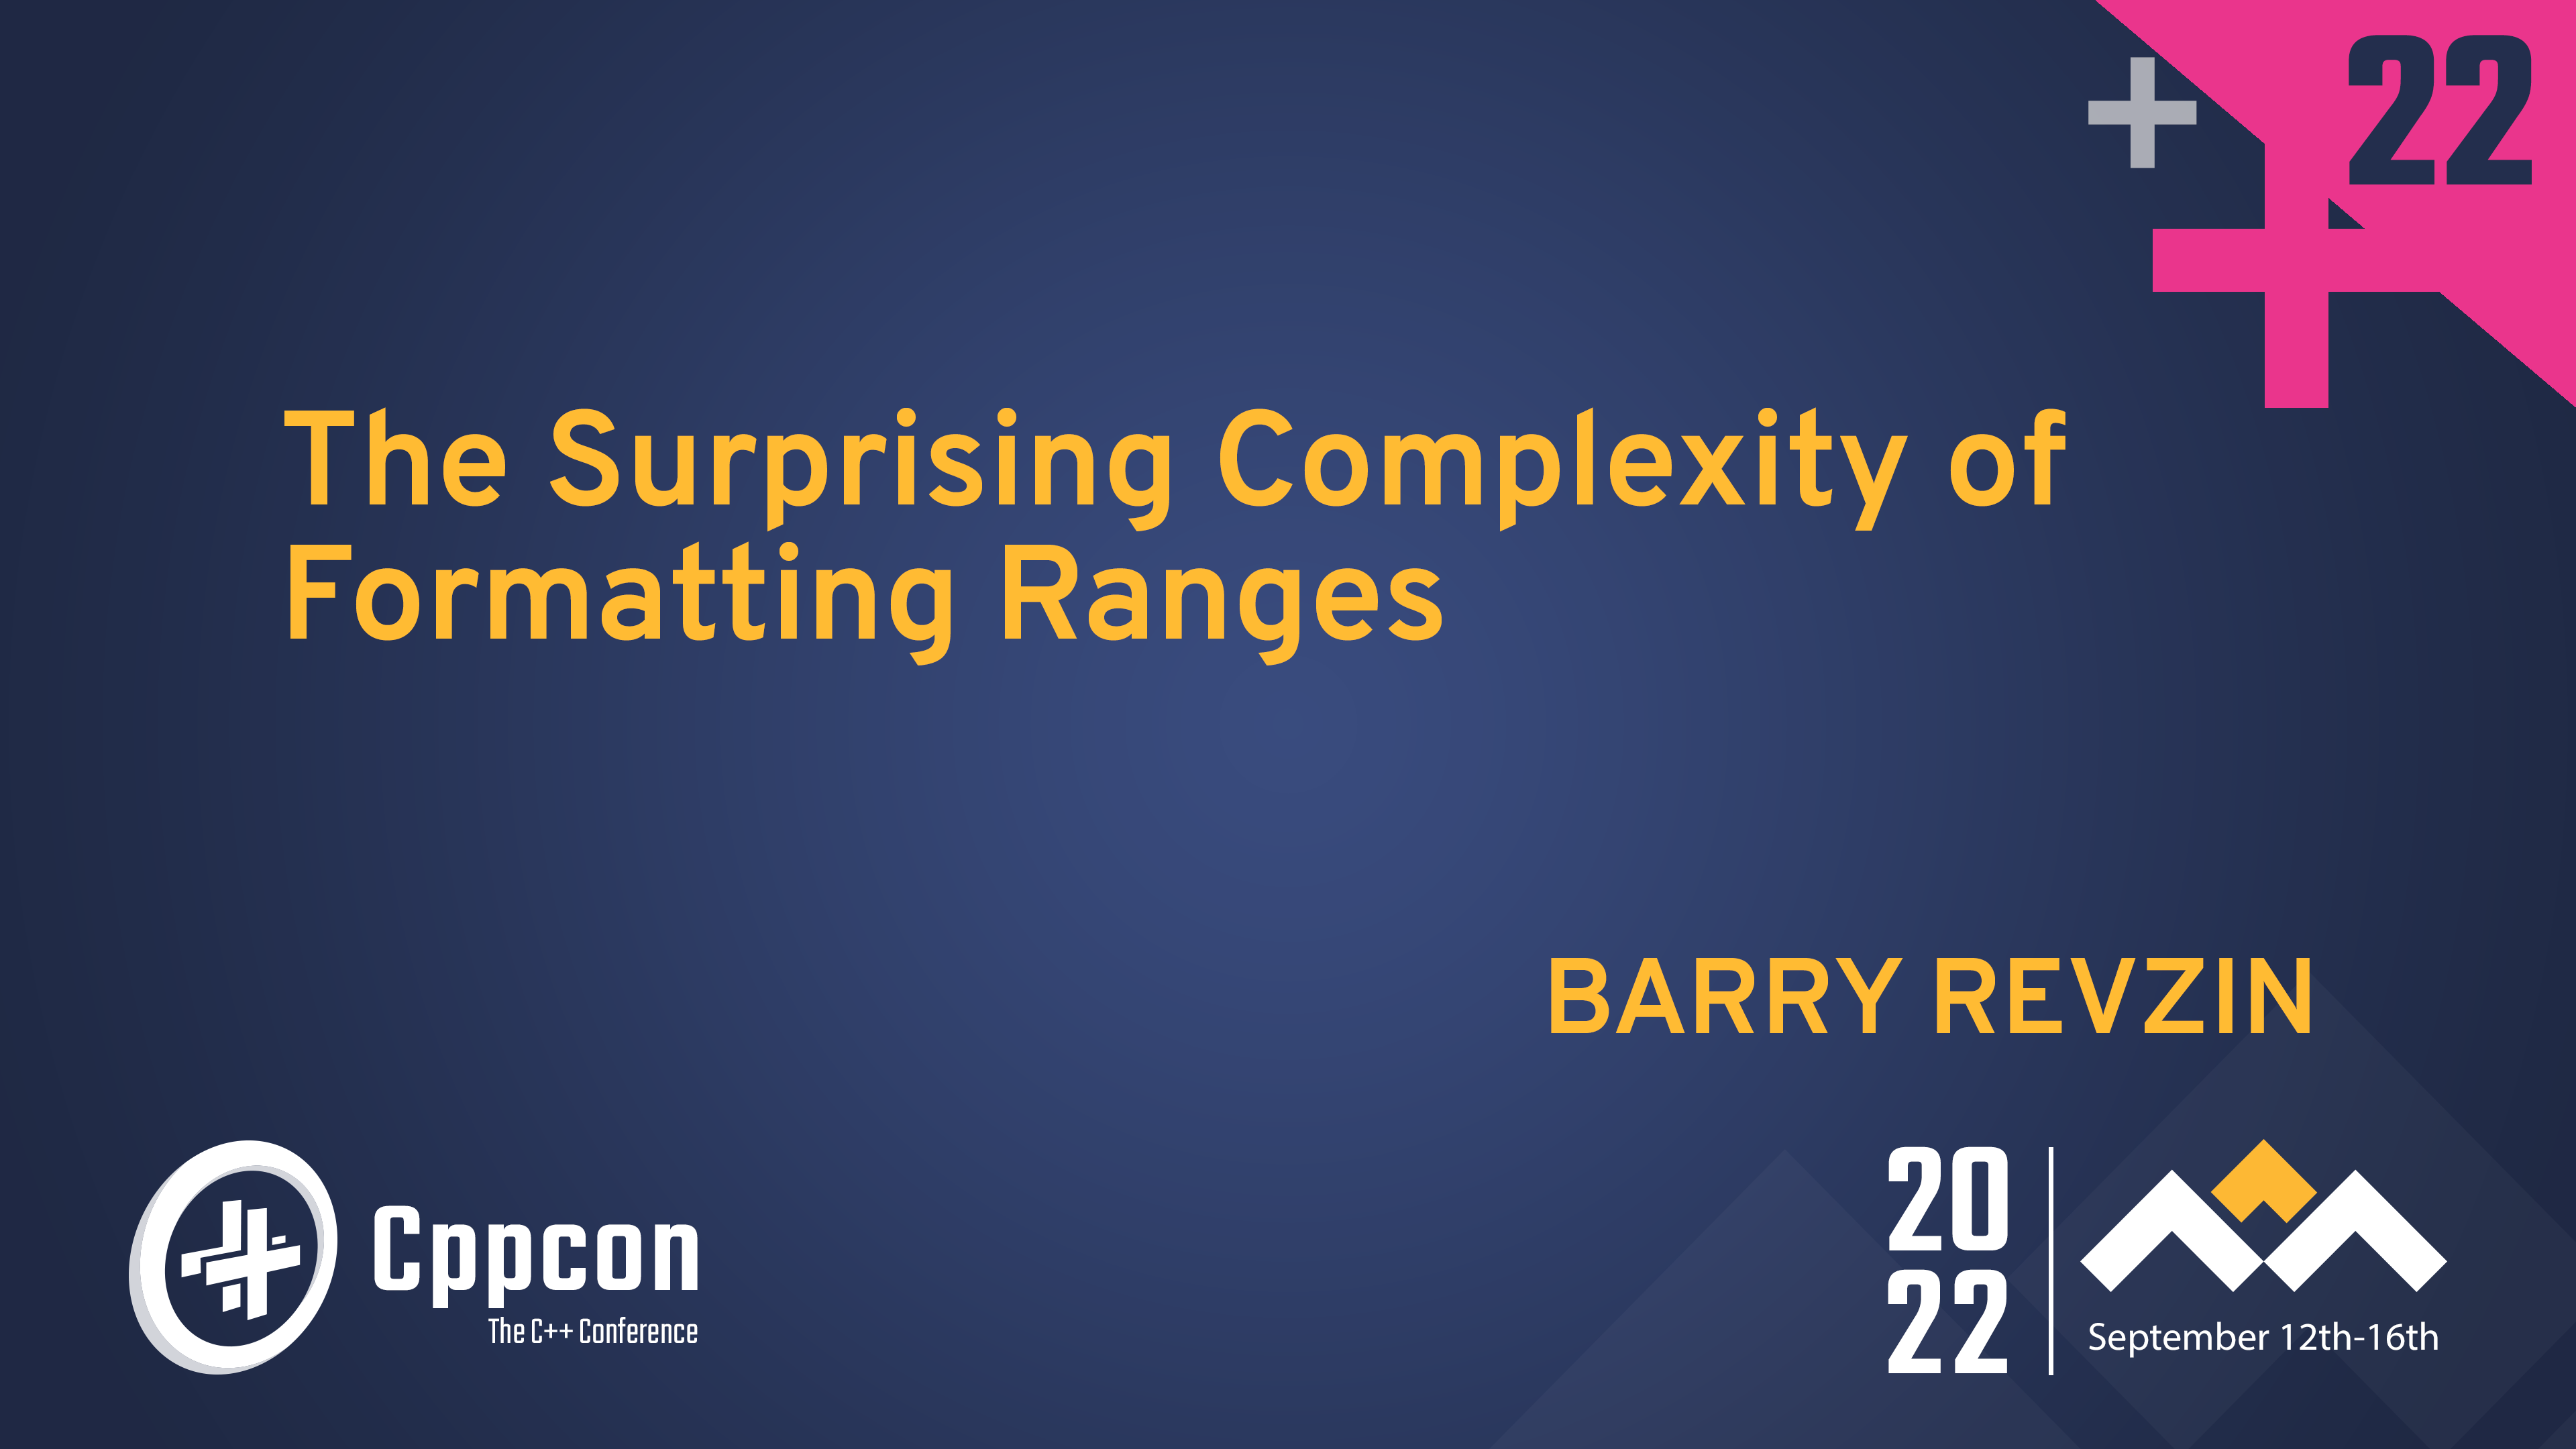 22
The Surprising Complexity of
Formatting Ranges
BARRY REVZIN
Cppcon
The C++ Conference
20
22
September 12th-16th